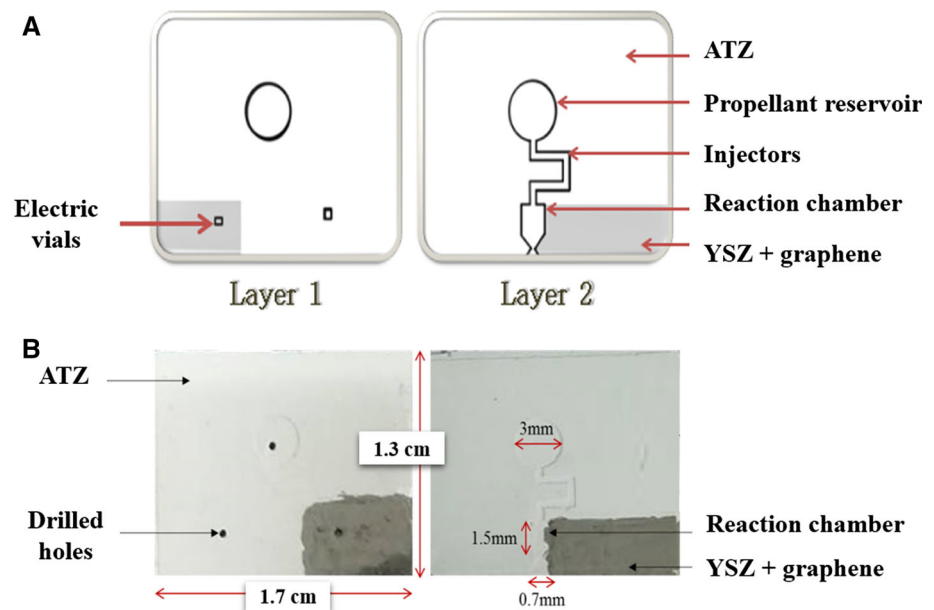 A
ATZ
Propellant reservoir
Injectors
Reaction chamber
YSZ + graphene
Electric
vials
Layer 1
Layer 2
B
ATZ
Drilled
holes
1.3 cm
1.7 cm
3mm
1.5mm
0.7mm
Reaction chamber
YSZ + graphene